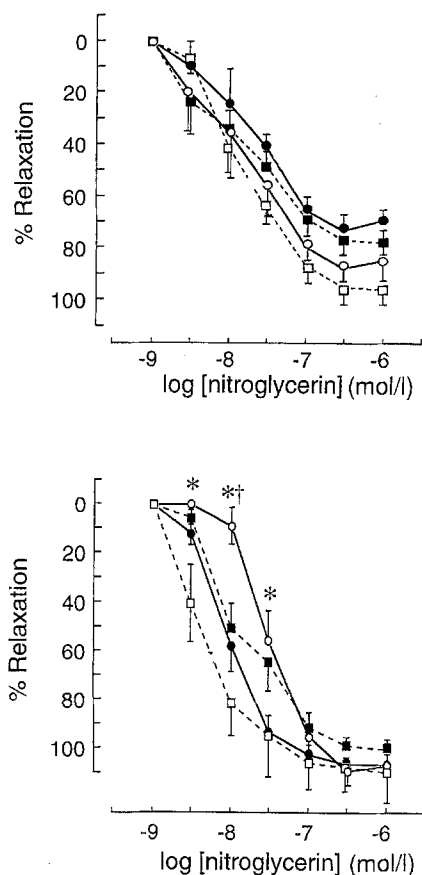 0
20
40
60
80
100
% Relaxation
-9 -8 -7 -6
log [nitroglycerin] (mol/l)
* *† *
0
20
40
60
80
100
% Relaxation
-9 -8 -7 -6
log [nitroglycerin] (mol/l)